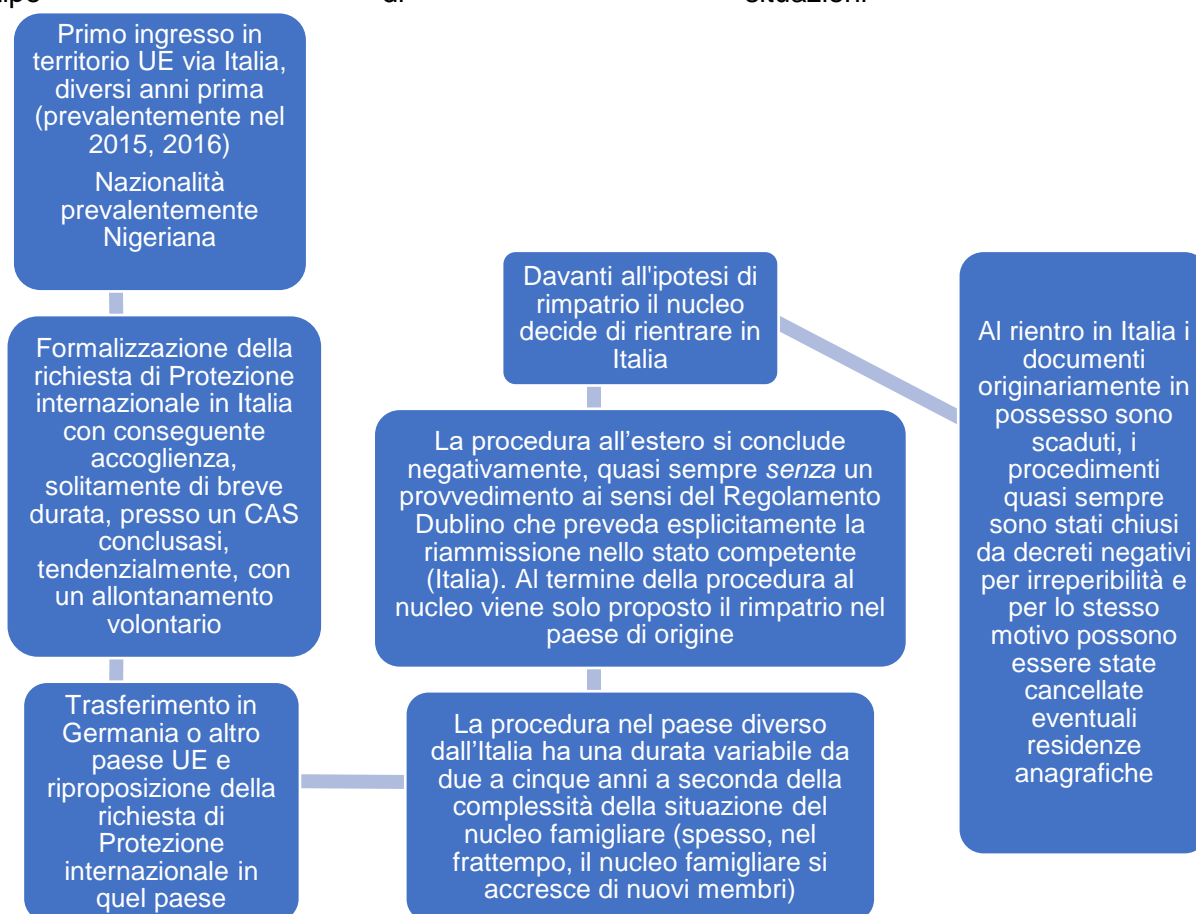 di situazioni
Primo ingresso in
territorio UE via Italia,
diversi anni prima
(prevalentemente nel
2015, 2016)
Nazionalità
prevalentemente
Nigeriana
Formalizzazione della
richiesta di Protezione
internazionale in Italia
con conseguente
accoglienza,
solitamente di breve
durata, presso un CAS
conclusasi,
tendenzialmente, con
un allontanamento
volontario
Trasferimento in
Germania o altro
paese UE e
riproposizione della
richiesta di
Protezione
internazionale in
quel paese
La procedura nel paese diverso
dall'Italia ha una durata variabile da
due a cinque anni a seconda della
complessità della situazione del
nucleo famigliare (spesso, nel
frattempo, il nucleo famigliare si
accresce di nuovi membri)
La procedura all’estero si conclude
negativamente, quasi sempre senza un
provvedimento ai sensi del Regolamento
Dublino che preveda esplicitamente la
riammissione nello stato competente
(Italia). Al termine della procedura al
nucleo viene solo proposto il rimpatrio nel
paese di origine
Davanti all'ipotesi di
rimpatrio il nucleo
decide di rientrare in
Italia
Al rientro in Italia i
documenti
originariamente in
possesso sono
scaduti, i
procedimenti
quasi sempre
sono stati chiusi
da decreti negativi
per irreperibilità e
per lo stesso
motivo possono
essere state
cancellate
eventuali
residenze
anagrafiche